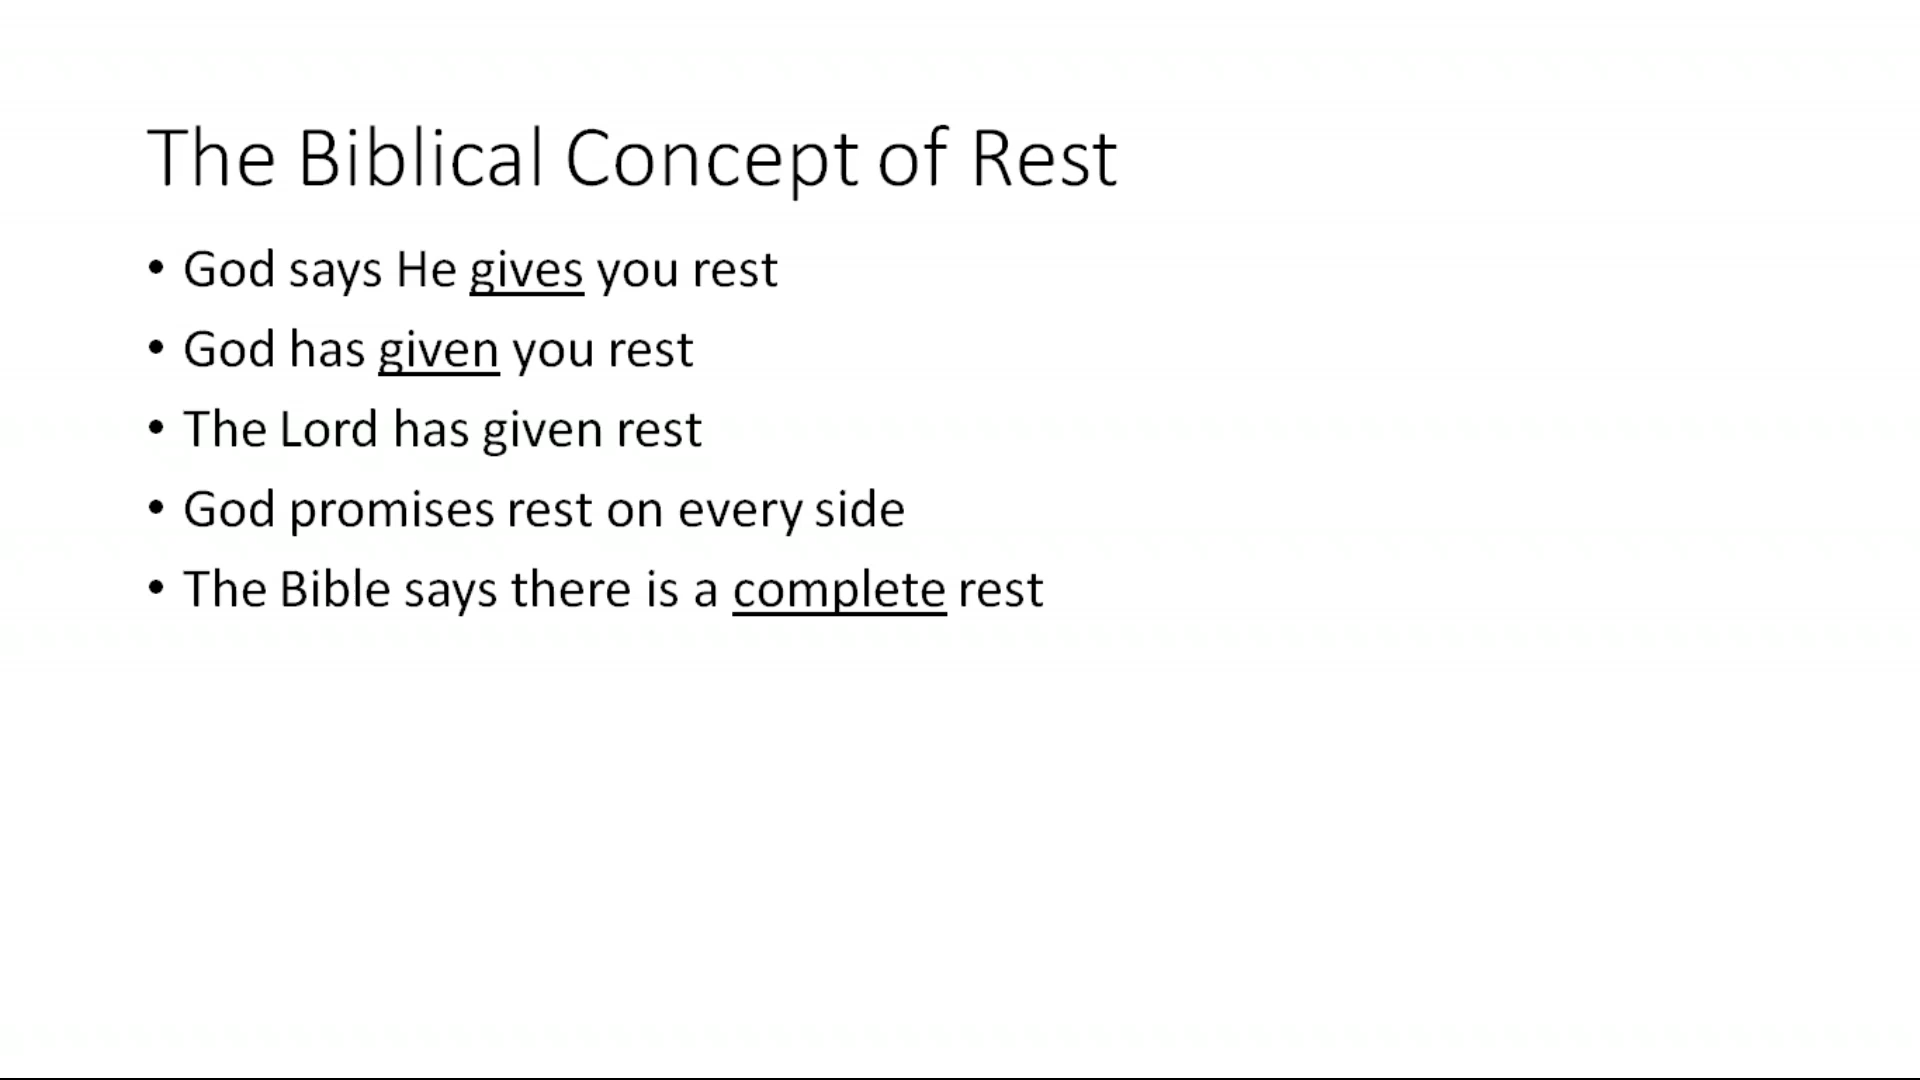 The Biblical Concept of Rest
• God says He gives you rest
• God has given you rest
• The Lord has given rest
• God promises rest on every side
• The Bible says there is a complete rest